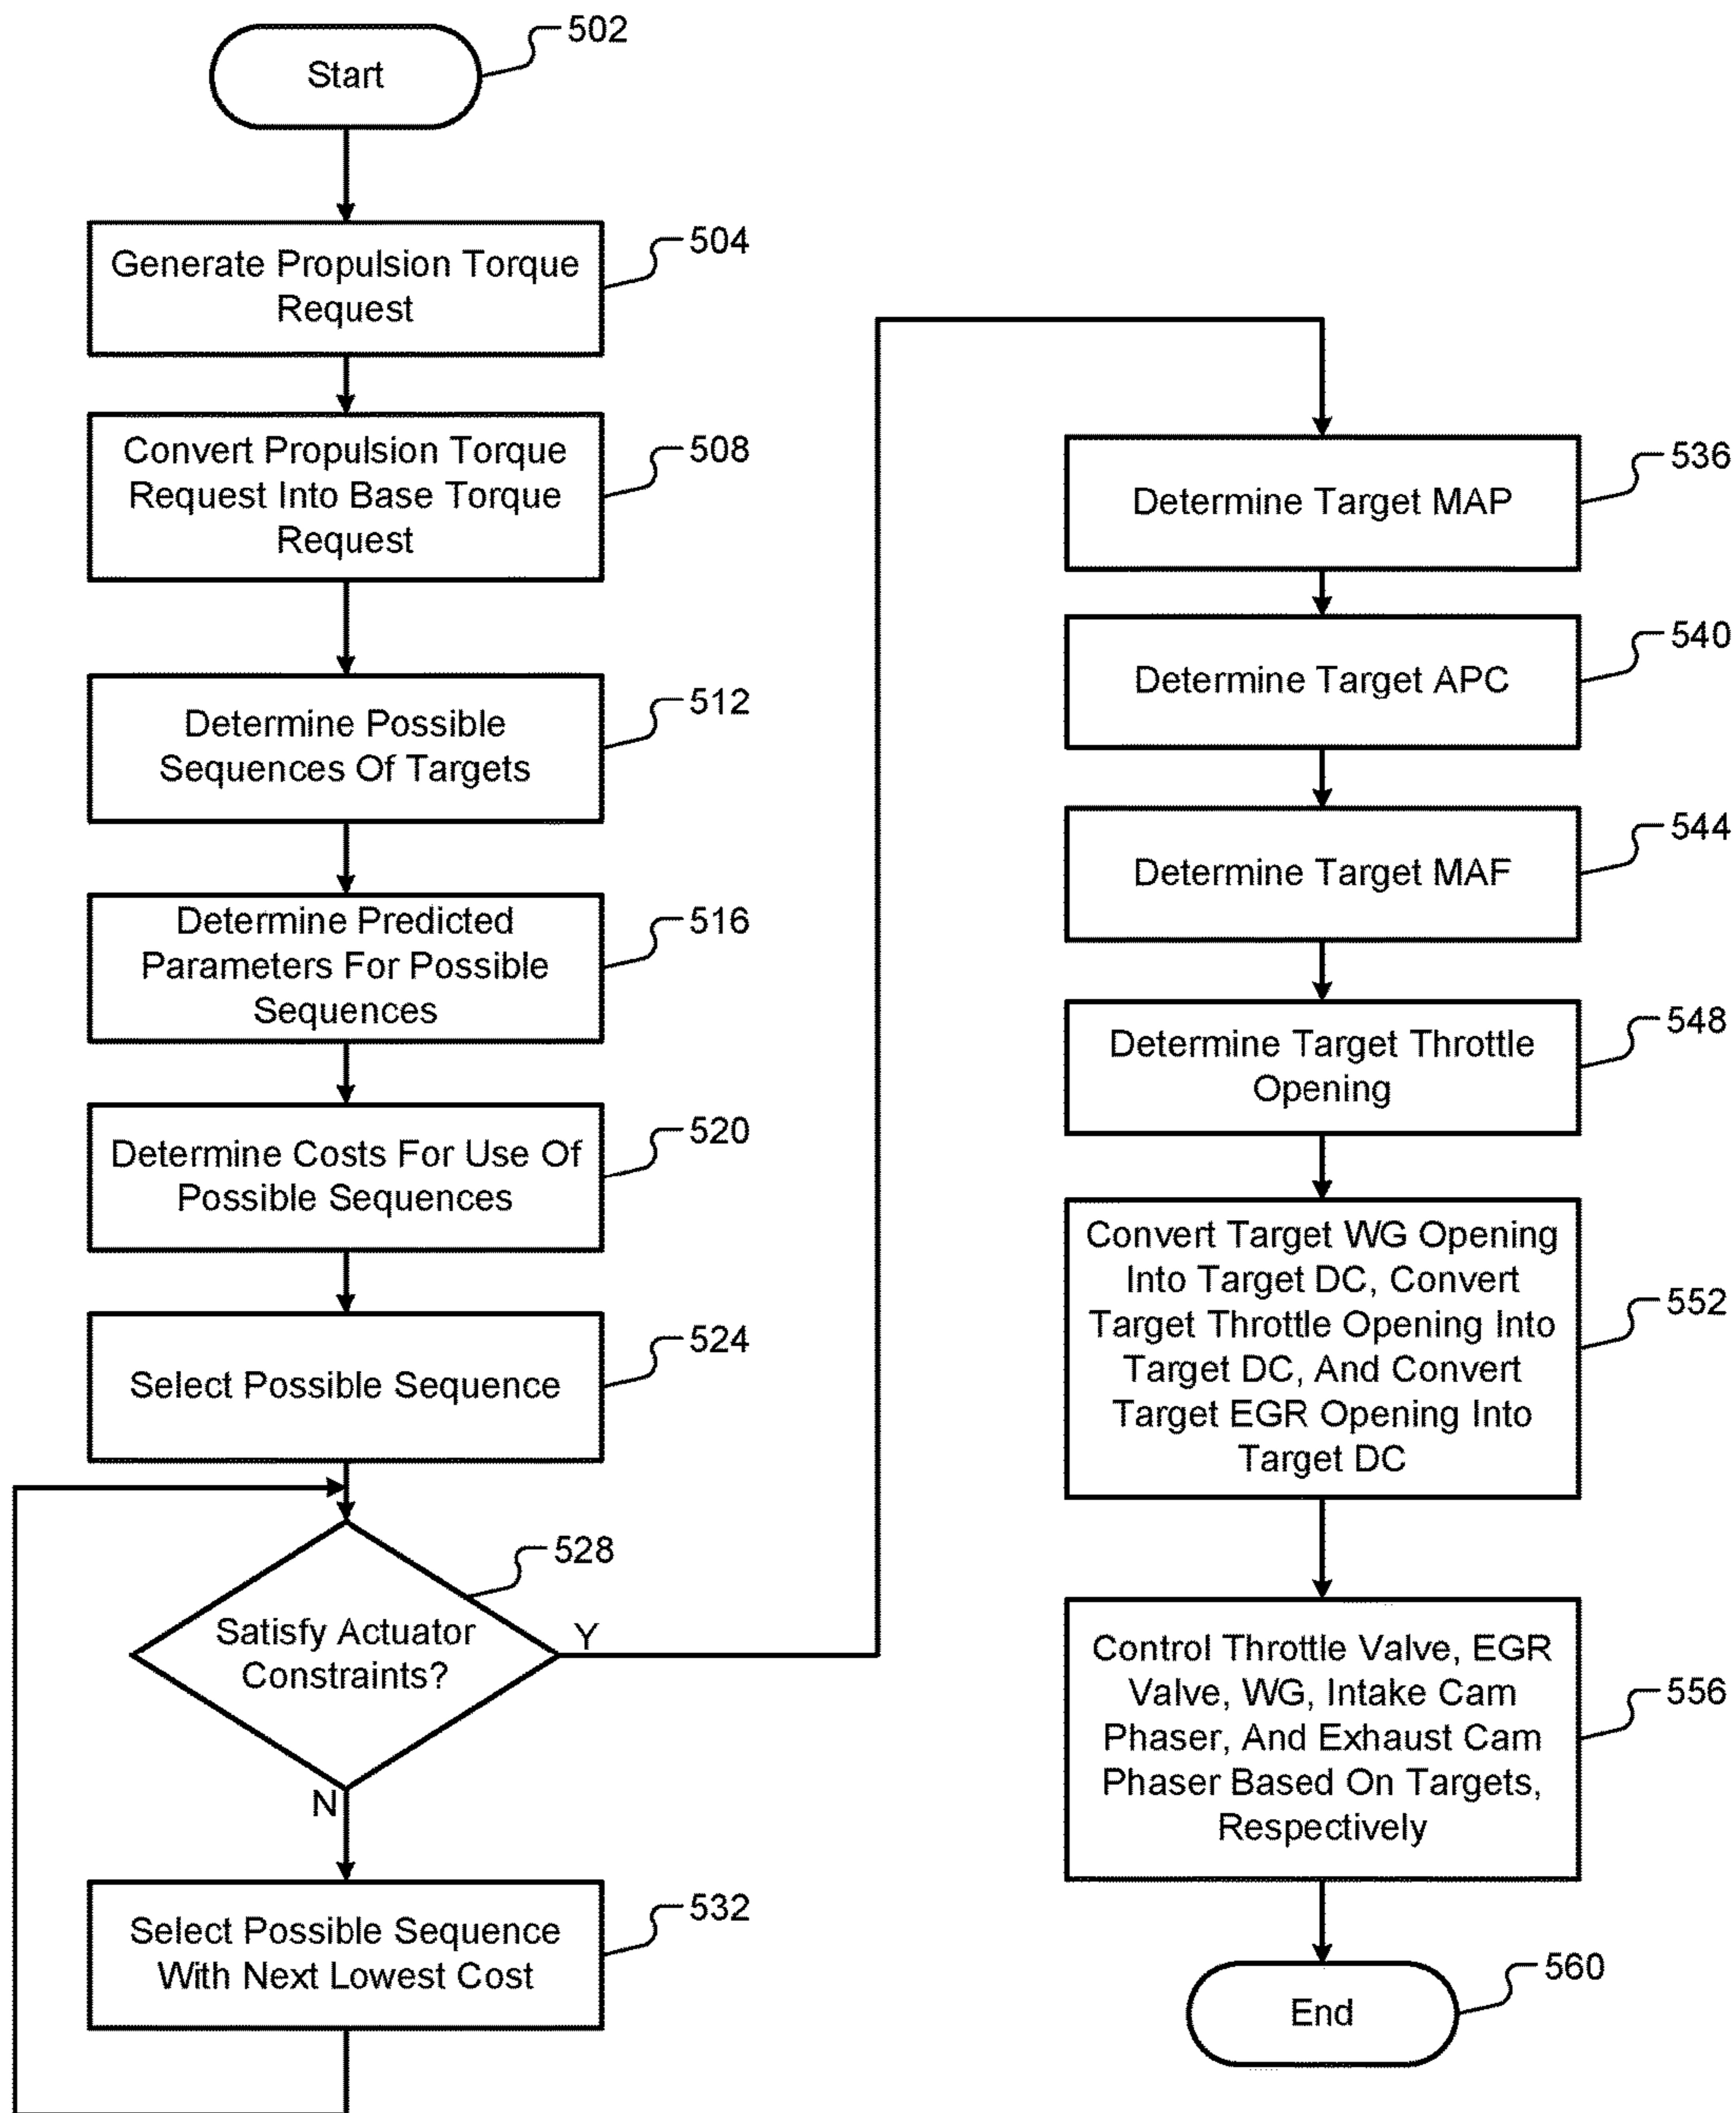 502
Start
504
Generate Propulsion Torque
Request
508
Convert Propulsion Torque
Request Into Base Torque
Request
512
Determine Possible
Sequences Of Targets
516
Determine Predicted
Parameters For Possible
Sequences
520
Determine Costs For Use Of
Possible Sequences
524
Select Possible Sequence
528
Satisfy Actuator
Constraints?
Y
N
532
Select Possible Sequence
With Next Lowest Cost
536
Determine Target MAP
540
Determine Target APC
544
Determine Target MAF
548
Determine Target Throttle
Opening
552
Convert Target WG Opening
Into Target DC, Convert
Target Throttle Opening Into
Target DC, And Convert
Target EGR Opening Into
Target DC
556
Control Throttle Valve, EGR
Valve, WG, Intake Cam
Phaser, And Exhaust Cam
Phaser Based On Targets,
Respectively
560
End